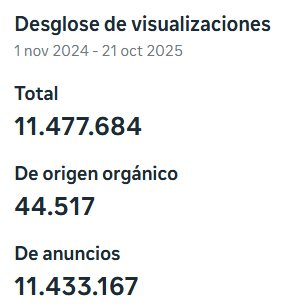 Desglose de visualizaciones
1 nov 2024 - 21 oct 2025
Total
11.477.684
De origen orgánico
44.517
De anuncios
11.433.167